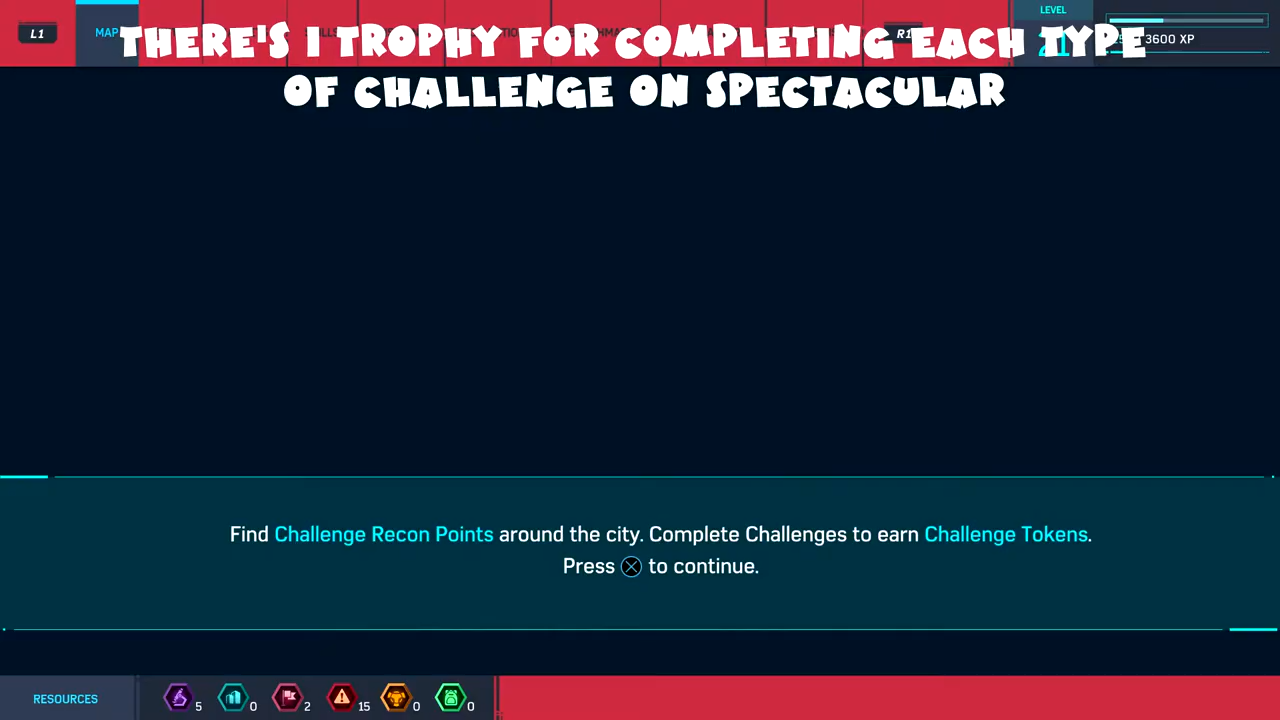 L1
MAP
R1
LEVEL
21
3600 XP
THERE'S 1 TROPHY FOR COMPLETING EACH TYPE
OF CHALLENGE ON SPECTACULAR
Find Challenge Recon Points around the city. Complete Challenges to earn Challenge Tokens.
Press to continue.
RESOURCES
5
0
2
15
0
0